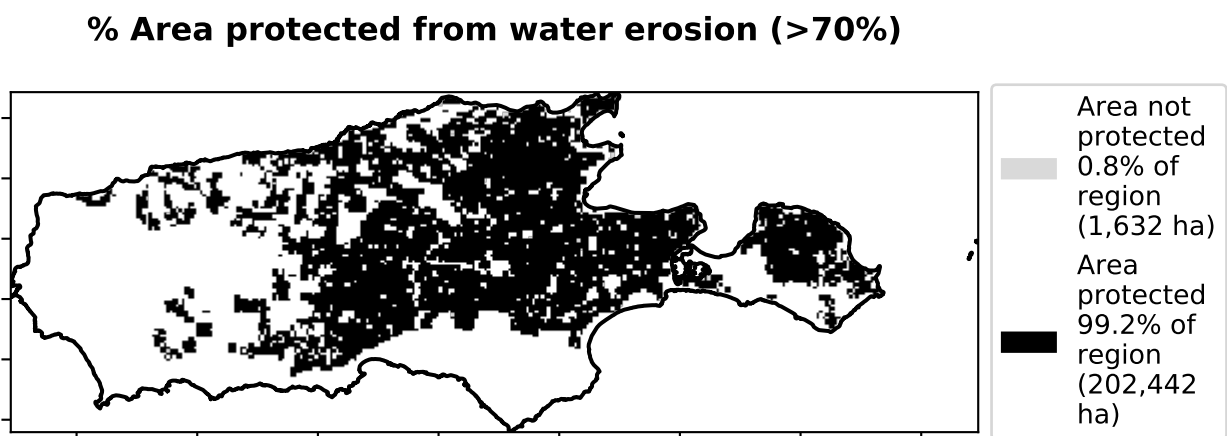 % Area protected from water erosion (>70%)
Area not
protected
0.8% of
region
(1,632 ha)
Area
protected
99.2% of
region
(202,442
ha)